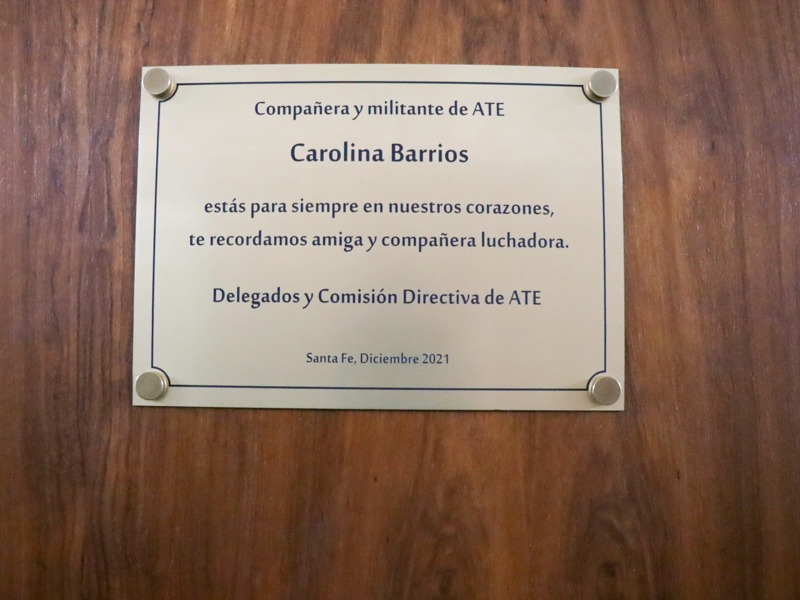 Compañera y militante de ATE
Carolina Barrios
estás para siempre en nuestros corazones,
te recordamos amiga y compañera luchadora.
Delegados y Comisión Directiva de ATE
Santa Fe, Diciembre 2021